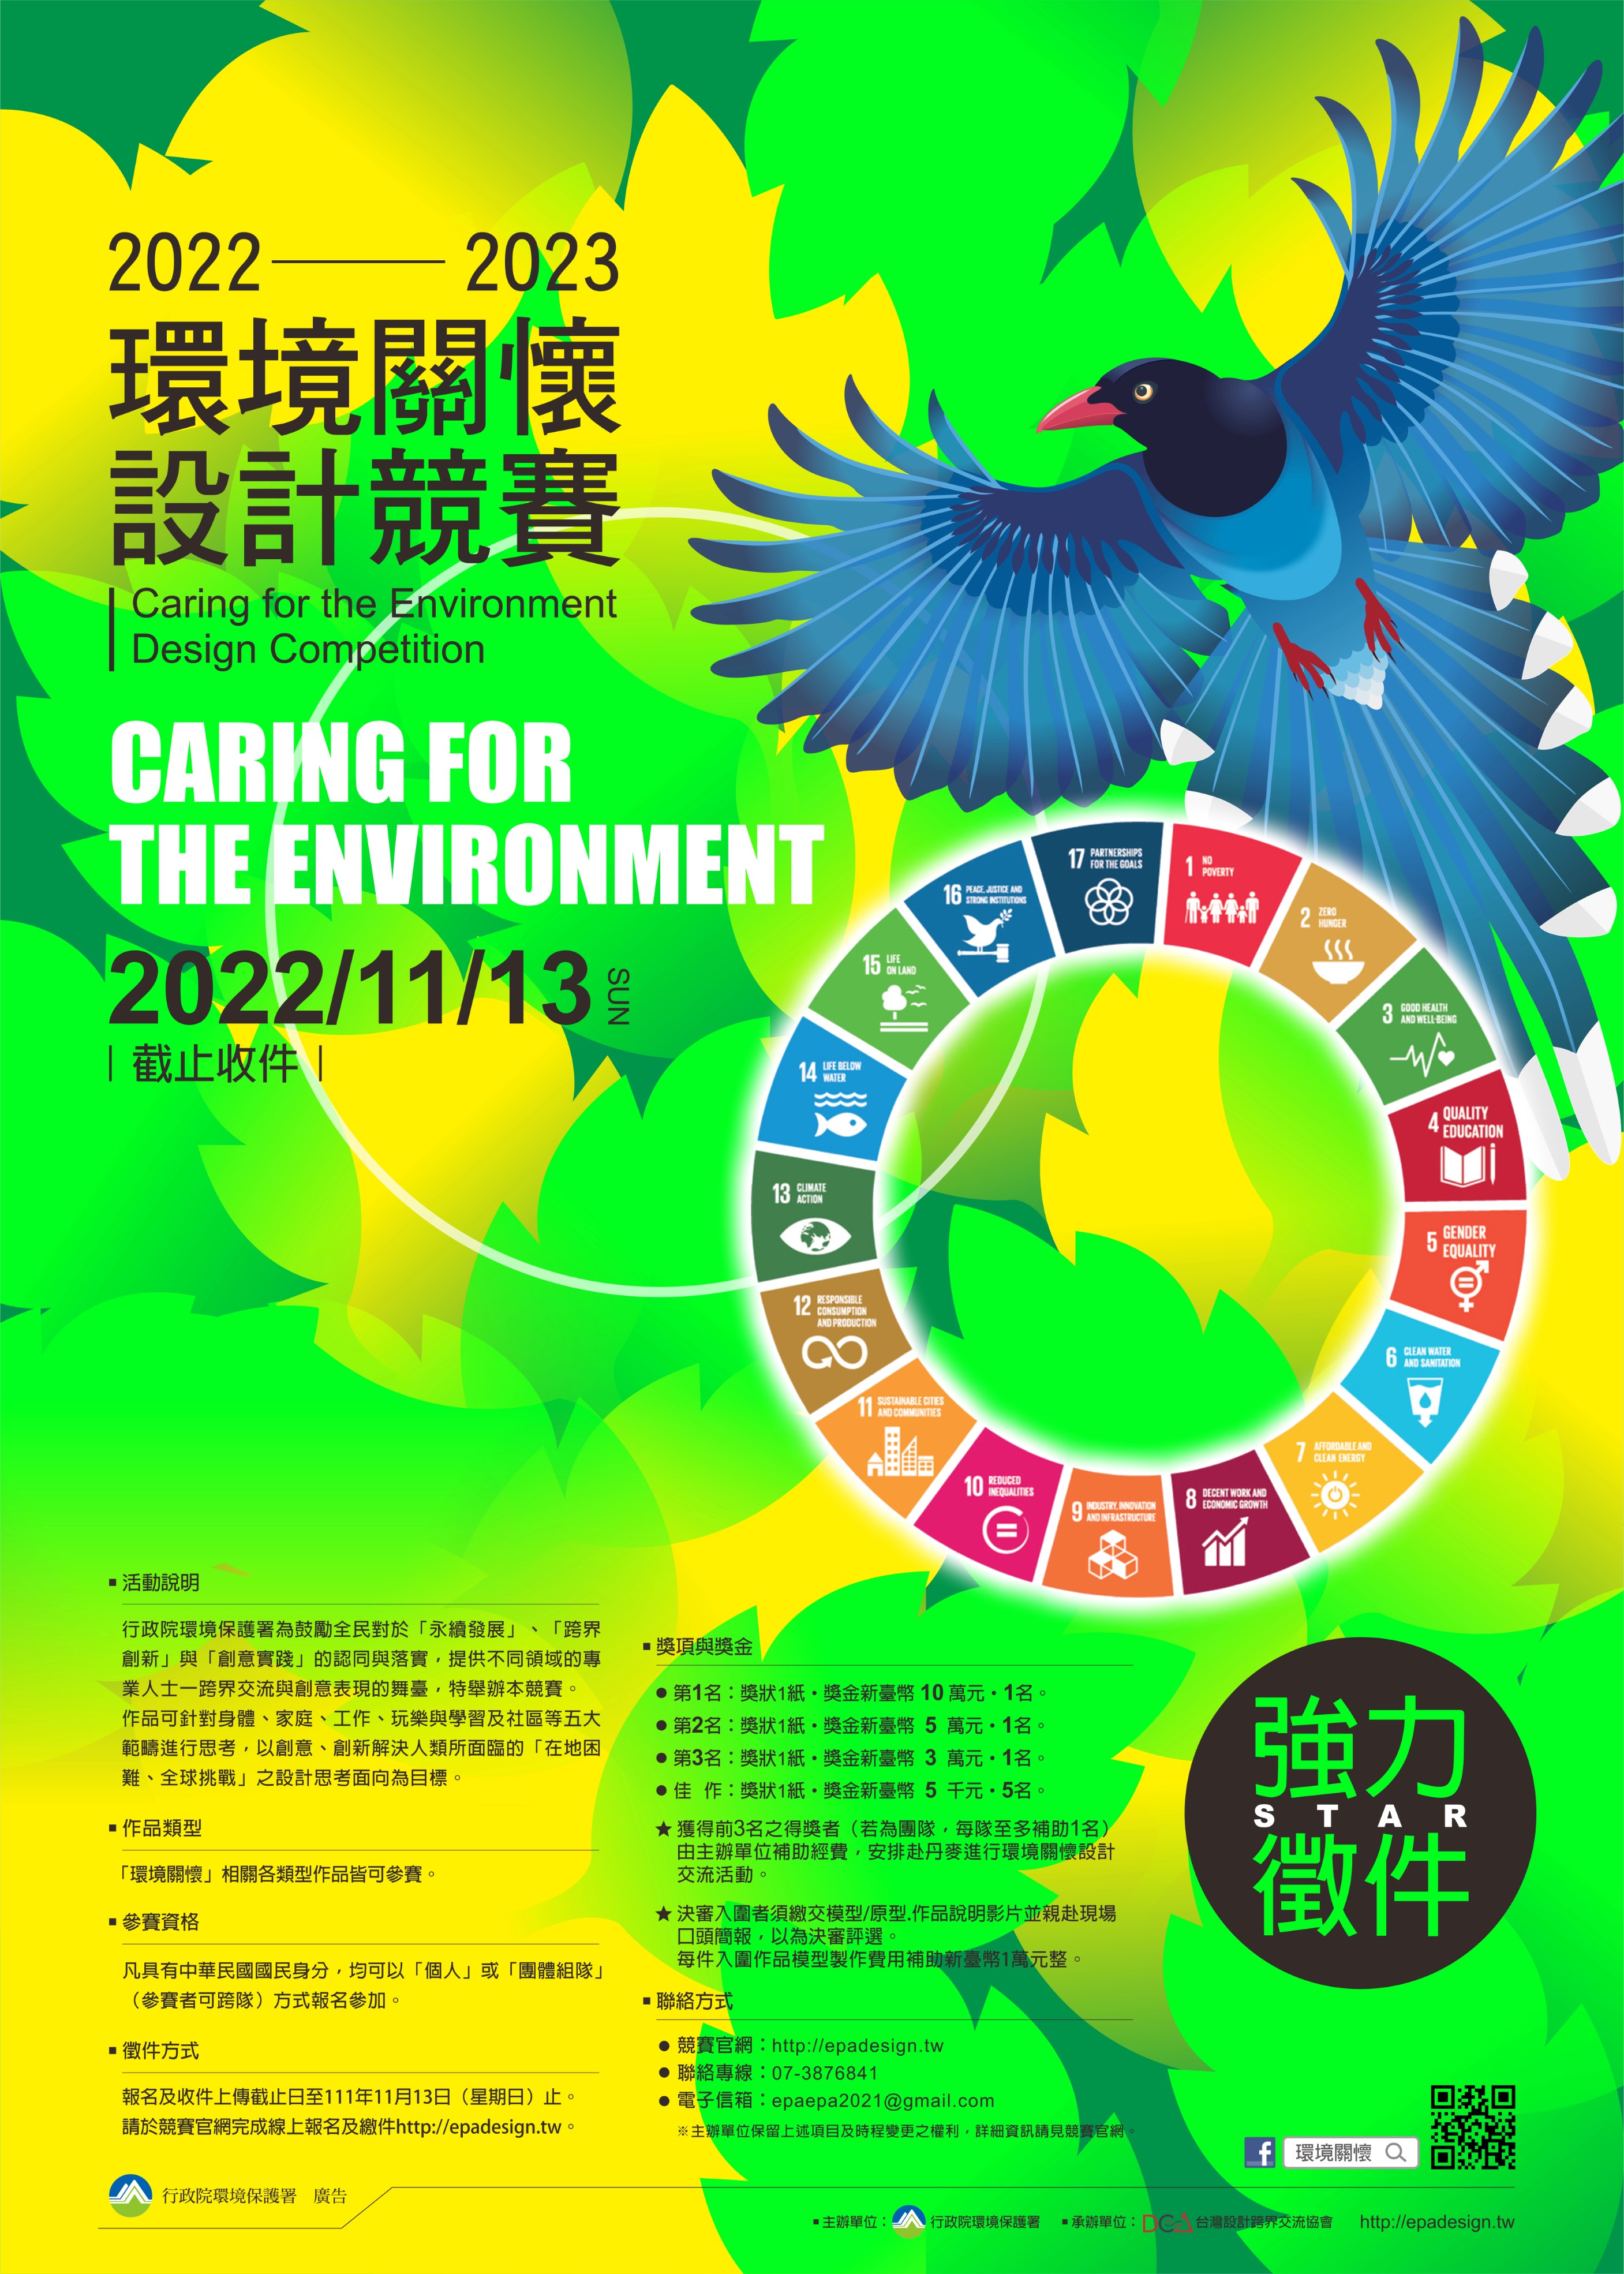 2022 —— 2023
環境關懷
設計競賽
Caring for the Environment
Design Competition
CARING FOR
THE ENVIRONMENT
2022/11/13 SUN
| 截止收件 |
17 PARTNERSHIPS
FOR THE GOALS
1 NO
POVERTY
2 ZERO
HUNGER
3 GOOD HEALTH
AND WELL-BEING
4 QUALITY
EDUCATION
5 GENDER
EQUALITY
6 CLEAN WATER
AND SANITATION
7 AFFORDABLE AND
CLEAN ENERGY
8 DECENT WORK AND
ECONOMIC GROWTH
9 INDUSTRY, INNOVATION
AND INFRASTRUCTURE
10 REDUCED
INEQUALITIES
11 SUSTAINABLE CITIES
AND COMMUNITIES
12 RESPONSIBLE
CONSUMPTION
AND PRODUCTION
13 CLIMATE
ACTION
14 LIFE BELOW
WATER
15 LIFE
ON LAND
16 PEACE, JUSTICE AND
STRONG INSTITUTIONS
▪ 活動說明
行政院環境保護署為鼓勵全民對於「永續發展」、「跨界
創新」與「創意實踐」的認同與落實，提供不同領域的專
業人士一跨界交流與創意表現的舞臺，特舉辦本競賽。
作品可針對身體、家庭、工作、玩樂與學習及社區等五大
範疇進行思考，以創意、創新解決人類所面臨的「在地困
難、全球挑戰」之設計思考面向為目標。
▪ 作品類型
「環境關懷」相關各類型作品皆可參賽。
▪ 參賽資格
凡具有中華民國國民身分，均可以「個人」或「團體組隊」
（參賽者可跨隊）方式報名參加。
▪ 徵件方式
報名及收件上傳截止日至111年11月13日（星期日）止。
請於競賽官網完成線上報名及繳件http://epadesign.tw。
▪ 獎項與獎金
● 第1名：獎狀1紙・獎金新臺幣 10 萬元・1名。
● 第2名：獎狀1紙・獎金新臺幣 5 萬元・1名。
● 第3名：獎狀1紙・獎金新臺幣 3 萬元・1名。
● 佳 作：獎狀1紙・獎金新臺幣 5 千元・5名。
★ 獲得前3名之得獎者（若為團隊，每隊至多補助1名）
由主辦單位補助經費，安排赴丹麥進行環境關懷設計
交流活動。
★ 決審入圍者須繳交模型/原型.作品說明影片並親赴現場
口頭簡報，以為決審評選。
每件入圍作品模型製作費用補助新臺幣1萬元整。
▪ 聯絡方式
● 競賽官網：http://epadesign.tw
● 聯絡專線：07-3876841
● 電子信箱：epaepa2021@gmail.com
※主辦單位保留上述項目及時程變更之權利，詳細資訊請見競賽官網。
強力
STAR
徵件
f 環境關懷
行政院環境保護署 廣告
▪主辦單位： 行政院環境保護署 ▪承辦單位：DCA 台灣設計跨界交流協會 http://epadesign.tw